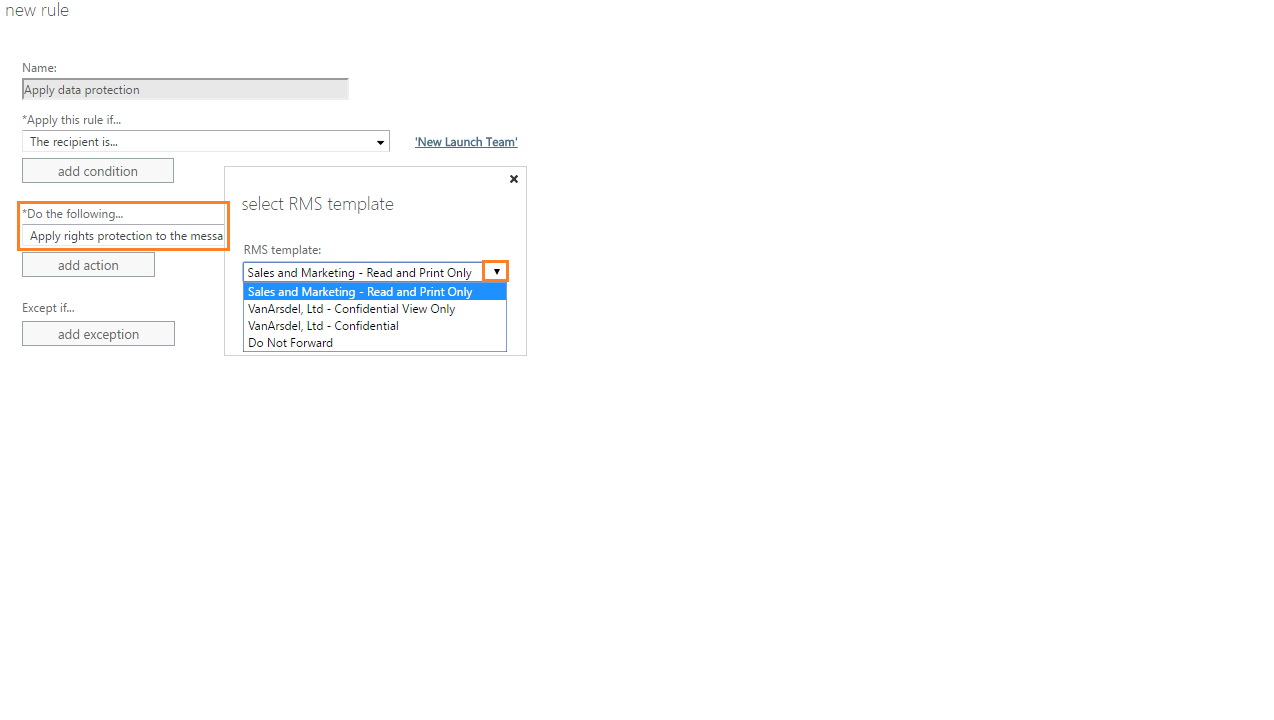 new rule
Name:
Apply data protection
*Apply this rule if...
The recipient is...
'New Launch Team'
add condition
*Do the following...
Apply rights protection to the messa
add action
Except if...
add exception
select RMS template
RMS template:
Sales and Marketing - Read and Print Only
Sales and Marketing - Read and Print Only
VanArsdel, Ltd - Confidential View Only
VanArsdel, Ltd - Confidential
Do Not Forward